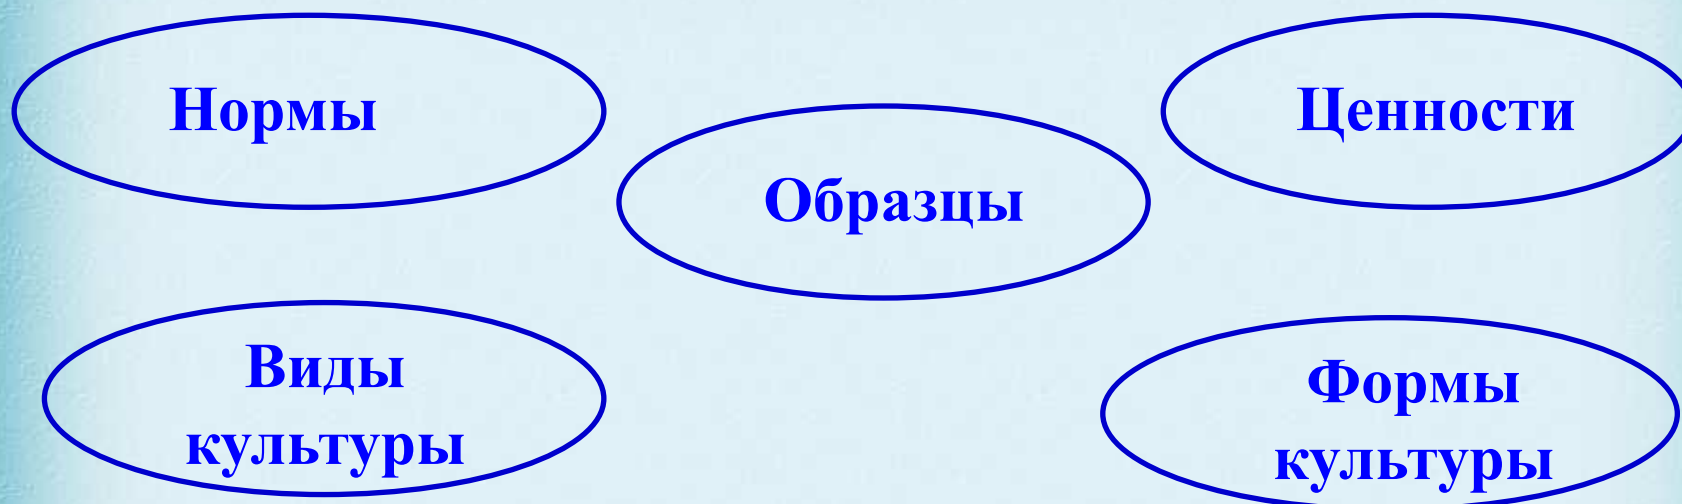 Нормы
Ценности
Образцы
Виды
культуры
Формы
культуры